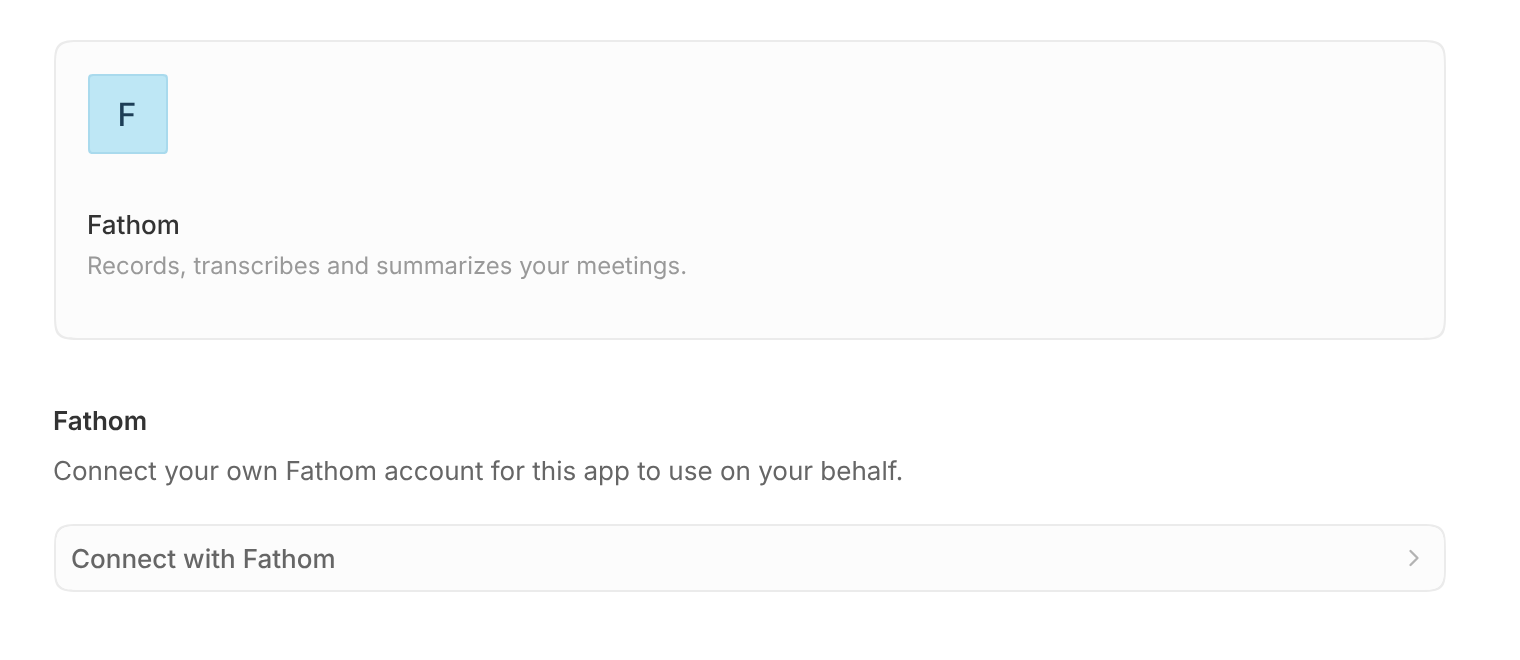 F
Fathom
Records, transcribes and summarizes your meetings.
Fathom
Connect your own Fathom account for this app to use on your behalf.
Connect with Fathom